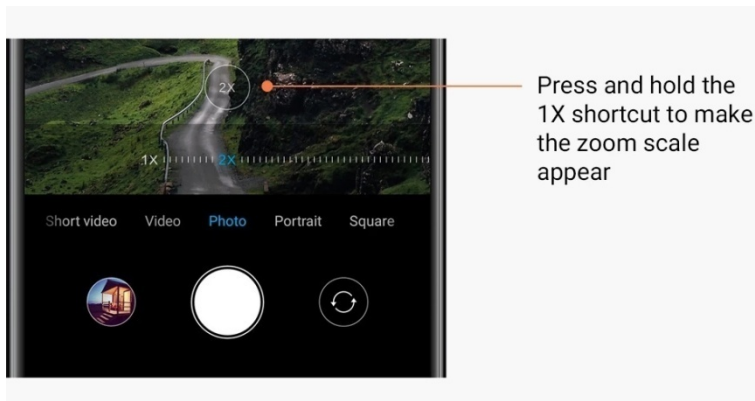 2X
Press and hold the
1X shortcut to make
the zoom scale
appear
1X 2X
Short video Video Photo Portrait Square